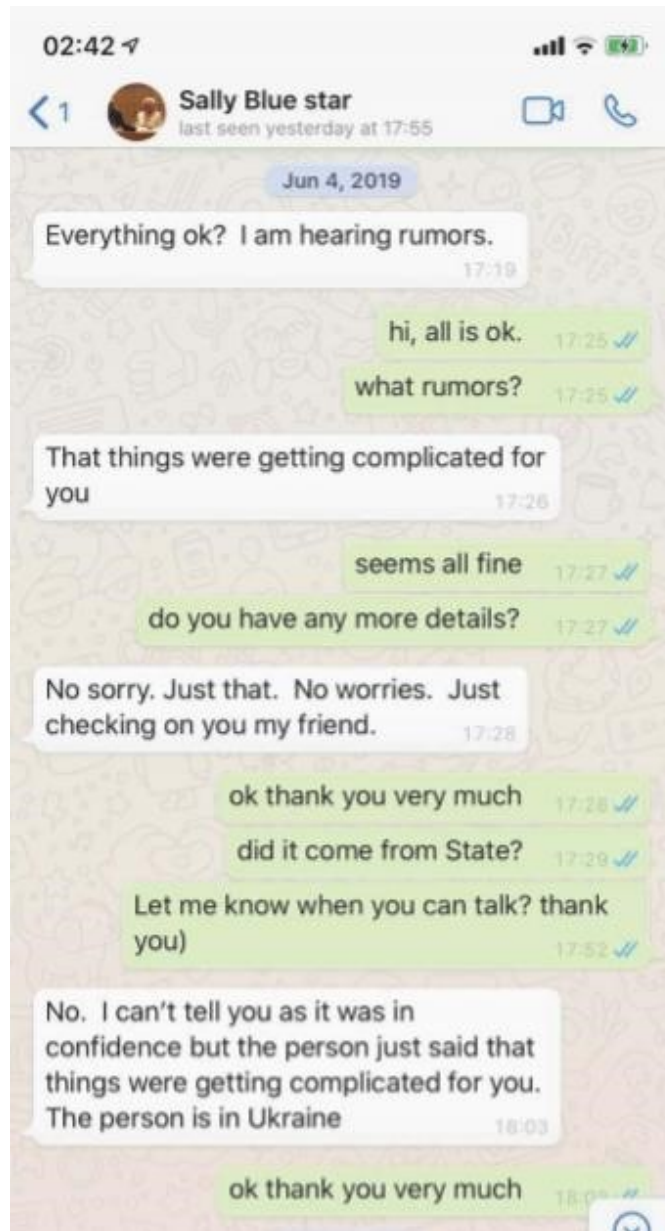 02:42
1
Sally Blue star
last seen yesterday at 17:55
Jun 4, 2019
Everything ok? I am hearing rumors.
17:19
hi, all is ok. 17:25
what rumors? 17:25
That things were getting complicated for
you 17:26
seems all fine 17:27
do you have any more details? 17:27
No sorry. Just that. No worries. Just
checking on you my friend. 17:28
ok thank you very much 17:28
did it come from State? 17:29
Let me know when you can talk? thank
you) 17:52
No. I can't tell you as it was in
confidence but the person just said that
things were getting complicated for you.
The person is in Ukraine 18:03
ok thank you very much